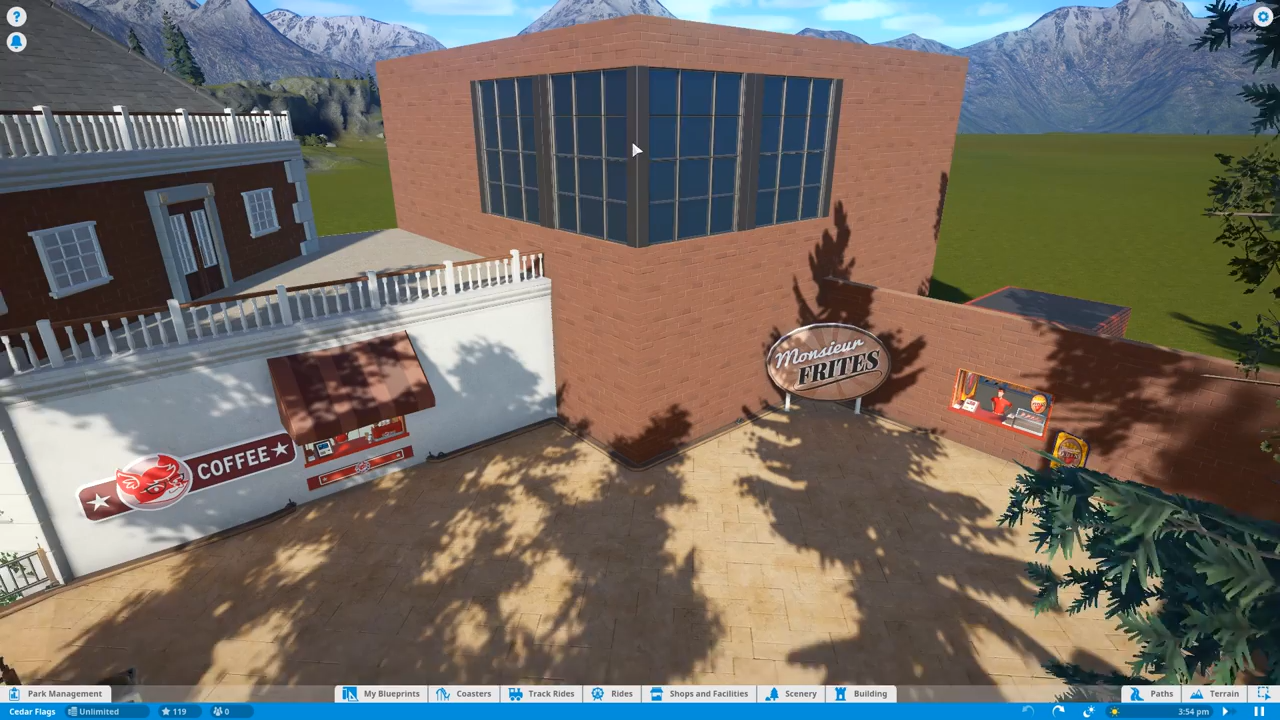 COFFEE
Monsieur
FRITES
Park Management
My Blueprints
Coasters
Track Rides
Rides
Shops and Facilities
Scenery
Building
Paths
Terrain
Cedar Flags
Unlimited
119
0
3:54 pm